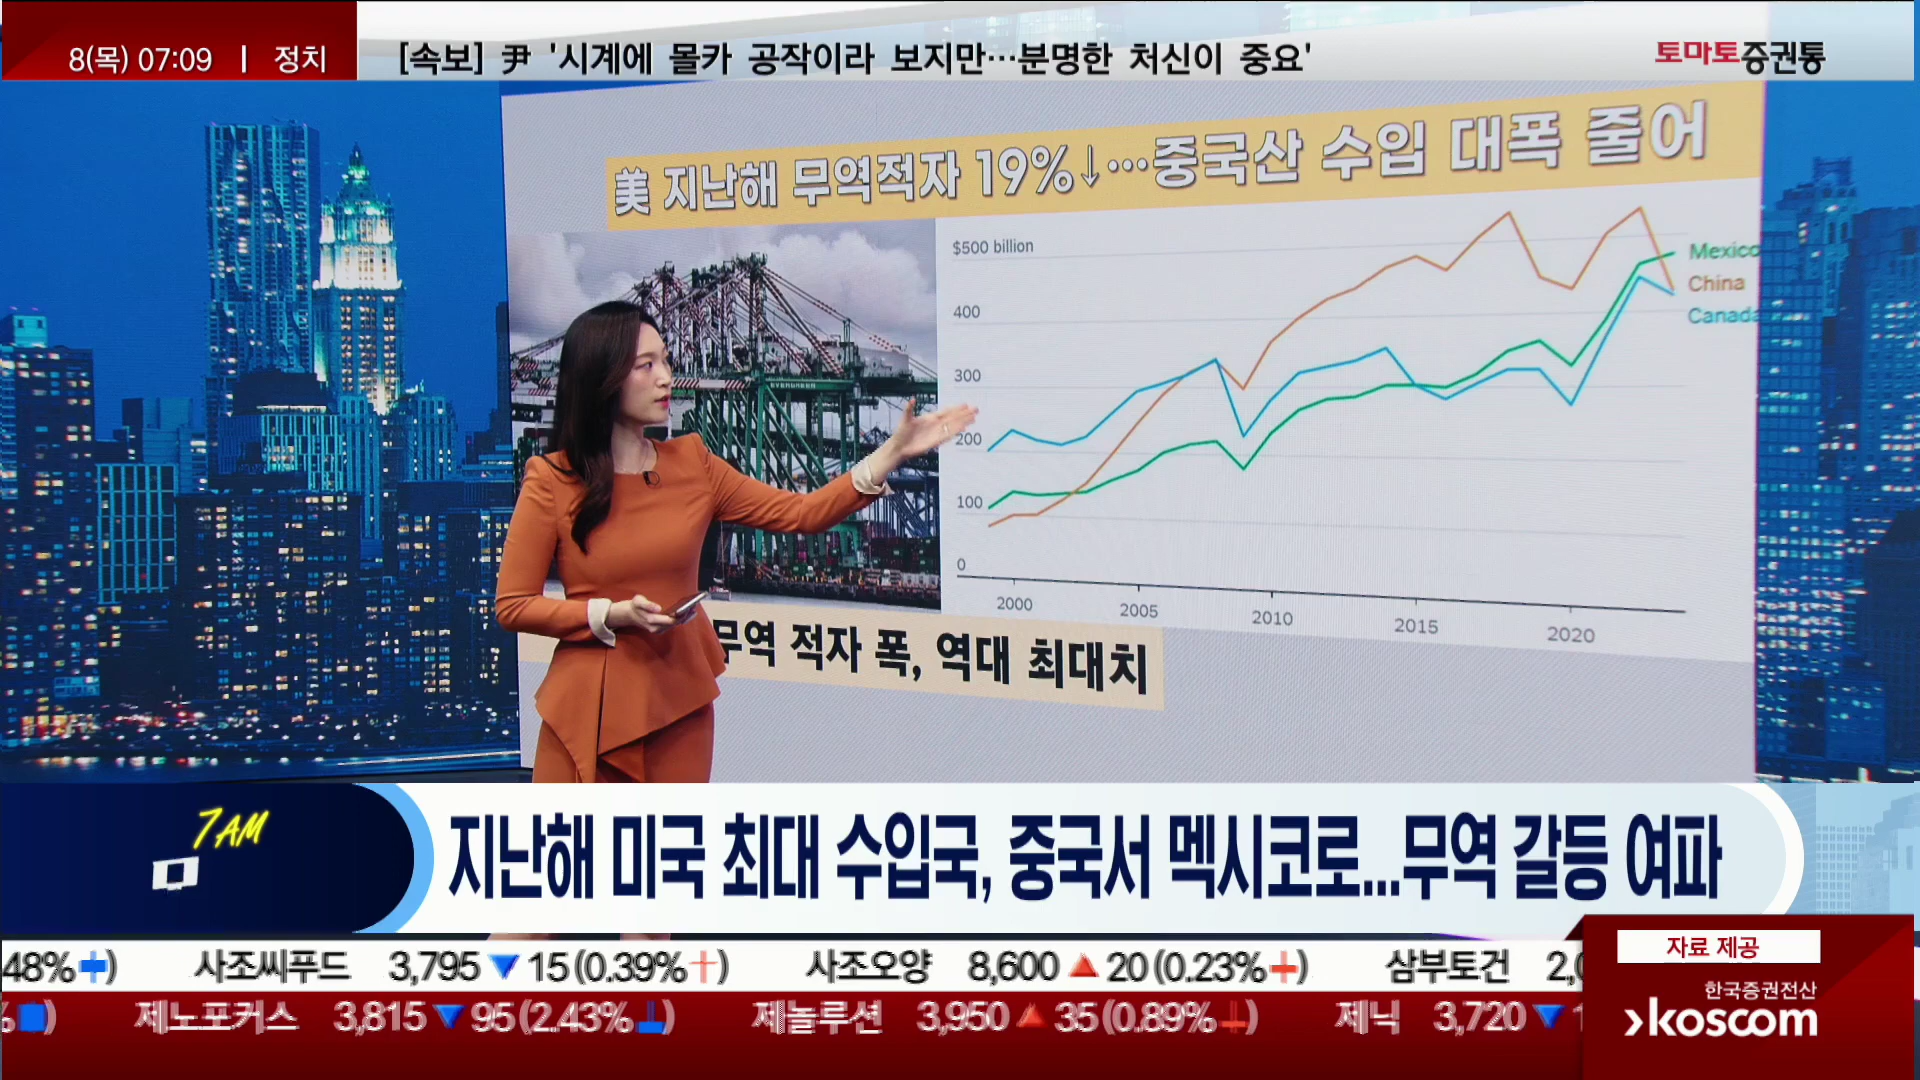 8(목) 07:09 | 정치
[속보] 尹 '시계에 몰카 공작이라 보지만…분명한 처신이 중요'
토마토증권통
美 지난해 무역적자 19%↓…중국산 수입 대폭 줄어
$500 billion
400
300
200
100
0
2000
2005
2010
2015
2020
Mexico
China
Canada
EVERGREEN
무역 적자 폭, 역대 최대치
7 AM
지난해 미국 최대 수입국, 중국서 멕시코로...무역 갈등 여파
48% ) 사조씨푸드 3,795 ▼ 15 (0.39% ) 사조오양 8,600 ▲ 20 (0.23% ) 삼부토건
% ) 제노포커스 3,815 ▼ 95 (2.43% ) 제놀루션 3,950 ▲ 35 (0.89% ) 제닉 3,720 ▼
자료 제공
한국증권전산
koscom